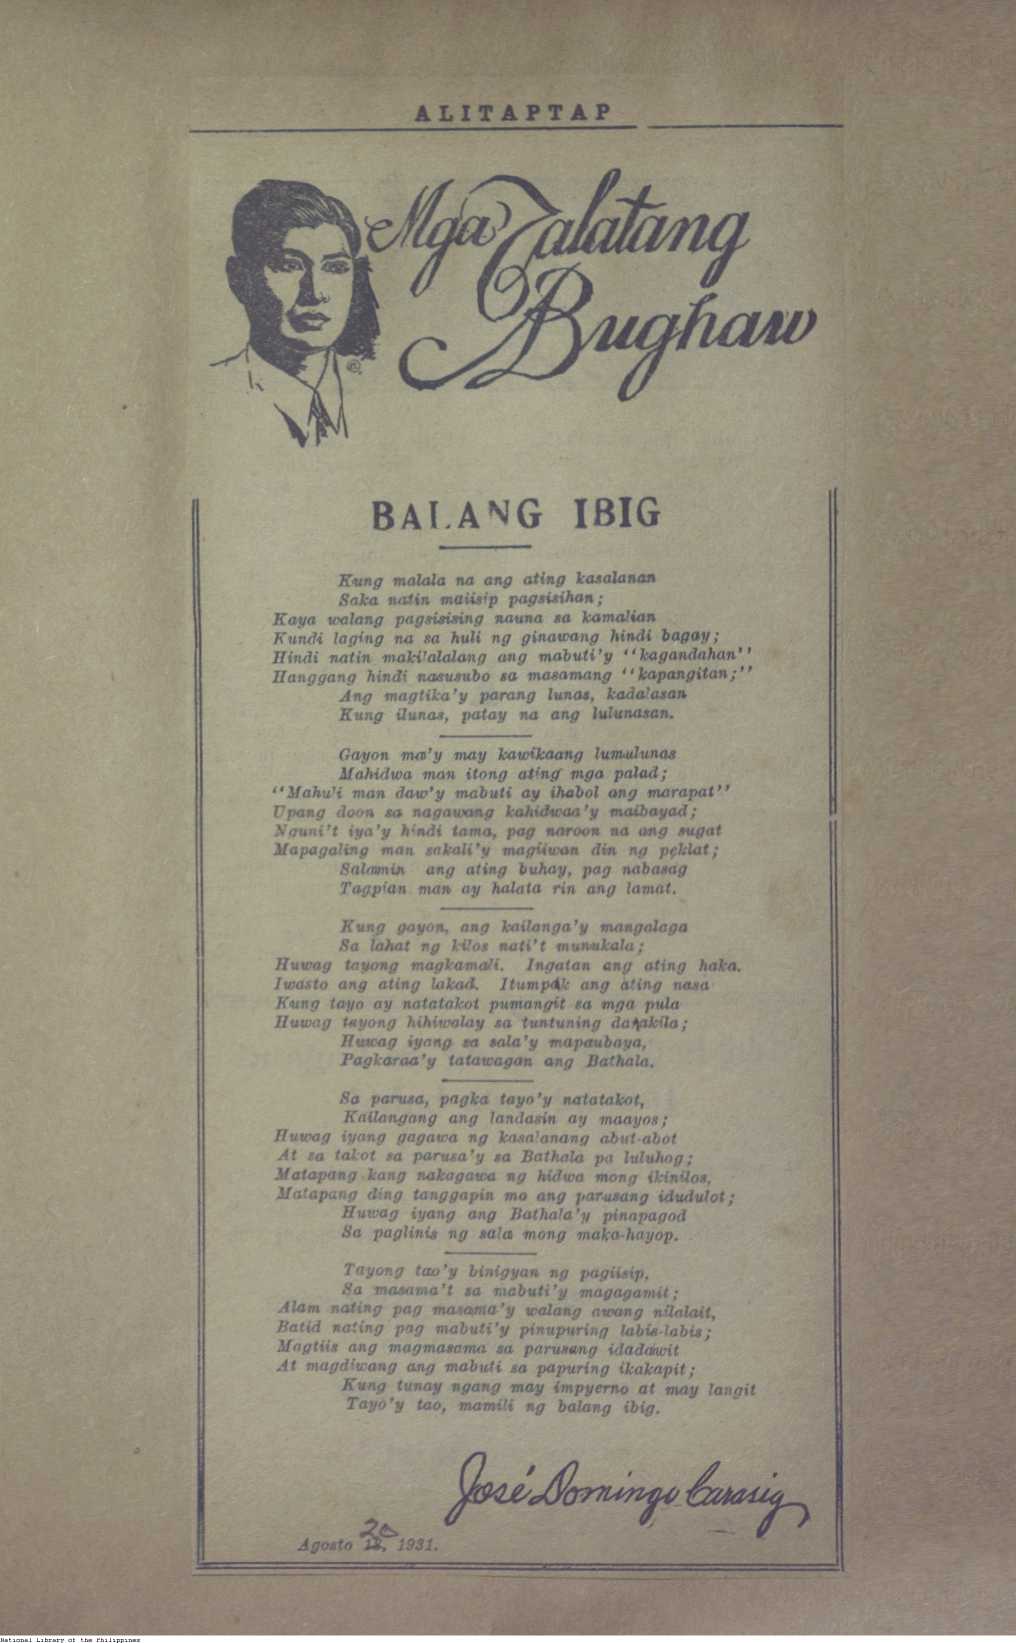 ALITAPTAP
Mga Talatang
Bughaw
BALANG IBIG
Kung malala na ang ating kasalanan
Saka natin maiisip pagsisihan;
Kaya walang pagsisising nauna sa kamalian
Kundi laging na sa huli ng ginawang hindi bagay;
Hindi natin makilalalang ang mabuti'y "kagandahan"
Hanggang hindi nasusubo sa masamang "kapangitan;"
Ang magtika'y parang lunas, kadalasan
Kung ilunas, patay na ang lulunasan.
Gayon ma'y may kawikaang lumulunas
Mahidwa man itong ating mga palad;
"Mahuli man daw'y mabuti ay ihabol ang marapat"
Upang doon sa nagawang kahidwaa'y maibayad;
Nguni't iya'y hindi tama, pag naroon na ang sugat
Mapagaling man sakali'y magiiwan din ng peklat;
Salamin ang ating buhay, pag nabasag
Tagpian man ay halata rin ang lamat.
Kung gayon, ang kailanga'y mangalaga
Sa lahat ng kilos nati't munukala;
Huwag tayong magkamali. Ingatan ang ating haka.
Iwasto ang ating lakad. Itumpak ang ating nasa
Kung tayo ay natatakot pumangit sa mga pula
Huwag tayong hihiwalay sa tuntuning
Huwag iyang sa sala'y mapaubaya,
Pagkaraa'y tatawagan ang Bathala.
Sa parusa, pagka tayo'y natatakot,
Kailangang ang landasin ay maayos;
Huwag iyang gagawa ng kasalanang abut-abot
At sa takot sa parusa'y sa Bathala pa luluhog;
Matapang kang nakagawa ng hidwa mong ikinilos,
Matapang ding tanggapin mo ang parusang idudulot;
Huwag iyang ang Bathala'y pinapagod
Sa paglinis ng sala mong maka-hayop.
Tayong tao'y binigyan ng pagiisip,
Sa masama't sa mabuti'y magagamit;
Alam nating pag masama'y walang awang nilalait,
Batid nating pag mabuti'y pinupuring labis-labis;
Magtiis ang magmasama sa parusang idadawit
At magdiwang ang mabuti sa papuring ikakapit;
Kung tunay ngang may impyerno at may langit
Tayo'y tao, mamili ng balang ibig.
José Domingo Carasig
20
Agosto 18, 1931.
National Library of the Philippines